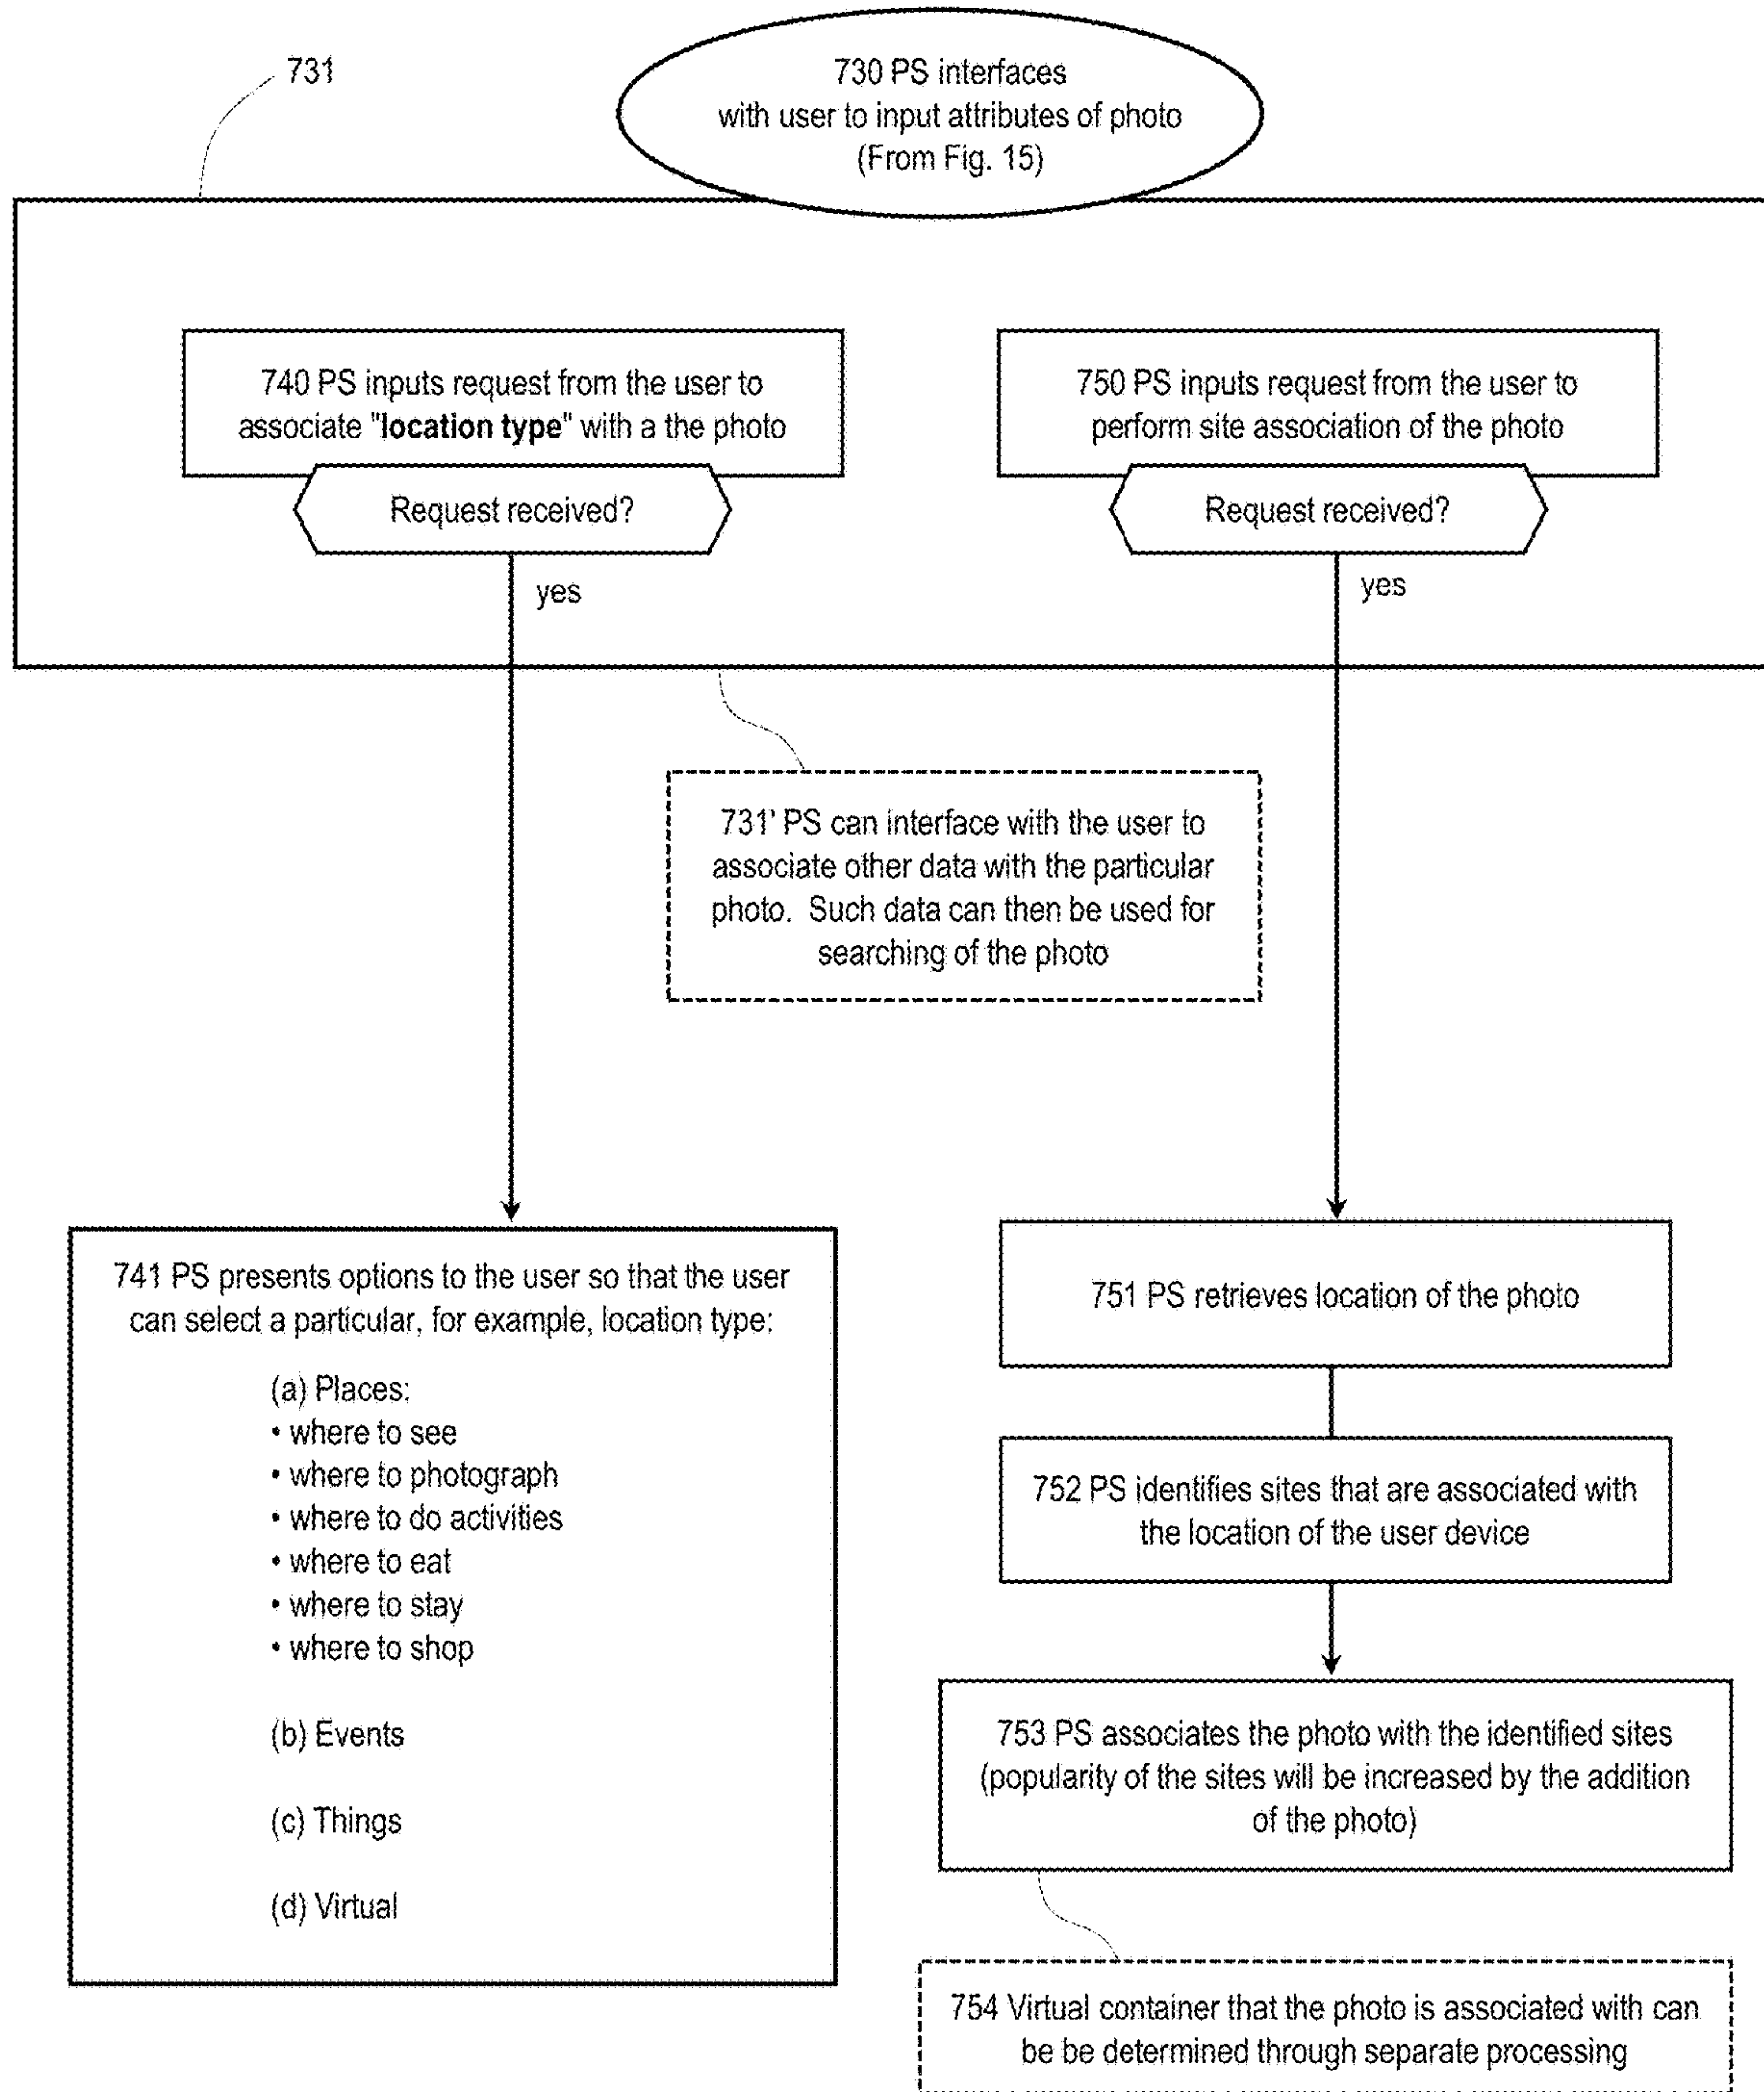 731
730 PS interfaces
with user to input attributes of photo
(From Fig. 15)
740 PS inputs request from the user to
associate "location type" with a the photo
Request received?
yes
750 PS inputs request from the user to
perform site association of the photo
Request received?
yes
731' PS can interface with the user to
associate other data with the particular
photo. Such data can then be used for
searching of the photo
741 PS presents options to the user so that the user
can select a particular, for example, location type:
(a) Places:
• where to see
• where to photograph
• where to do activities
• where to eat
• where to stay
• where to shop
(b) Events
(c) Things
(d) Virtual
751 PS retrieves location of the photo
752 PS identifies sites that are associated with
the location of the user device
753 PS associates the photo with the identified sites
(popularity of the sites will be increased by the addition
of the photo)
754 Virtual container that the photo is associated with can
be be determined through separate processing